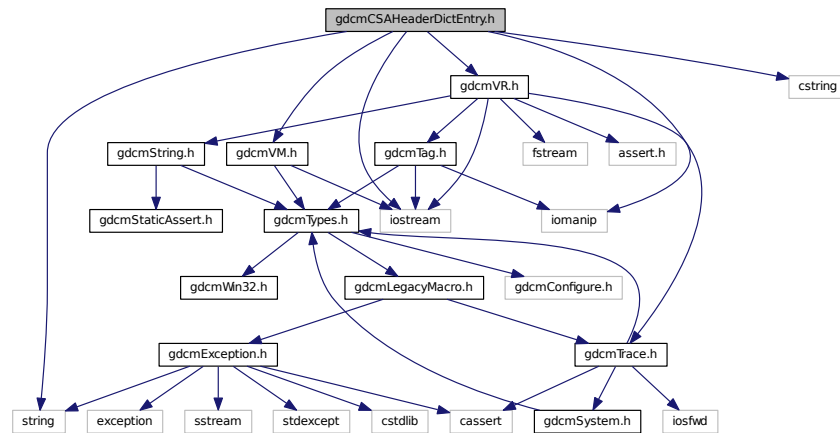 gdcmCSAHeaderDictEntry.h
gdcmVR.h
cstring
gdcmString.h
gdcmVM.h
gdcmTag.h
fstream
assert.h
gdcmStaticAssert.h
gdcmTypes.h
iostream
iomanip
gdcmWin32.h
gdcmLegacyMacro.h
gdcmConfigure.h
gdcmException.h
gdcmTrace.h
string
exception
sstream
stdexcept
cstdlib
cassert
gdcmSystem.h
iosfwd